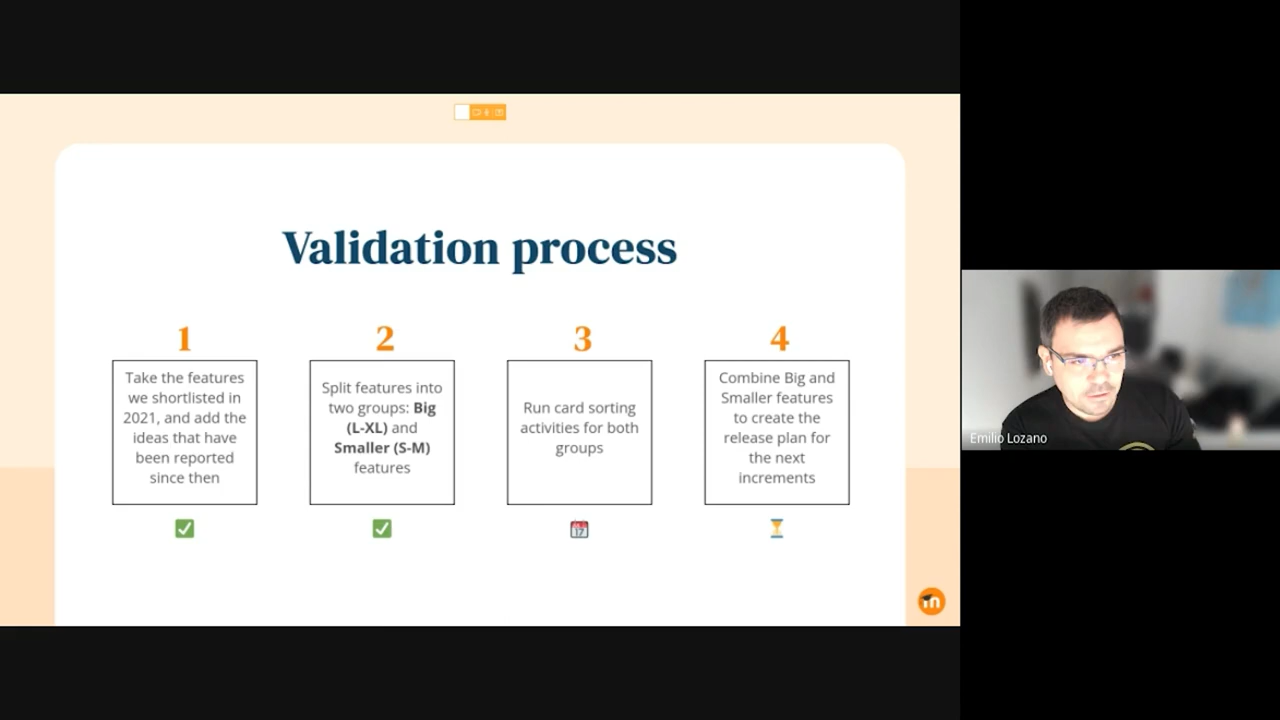 Validation process
1
Take the features
we shortlisted in
2021, and add the
ideas that have
been reported
since then
2
Split features into
two groups: Big
(L-XL) and
Smaller (S-M)
features
3
Run card sorting
activities for both
groups
17
4
Combine Big and
Smaller features
to create the
release plan for
the next
increments
Emilio Lozano